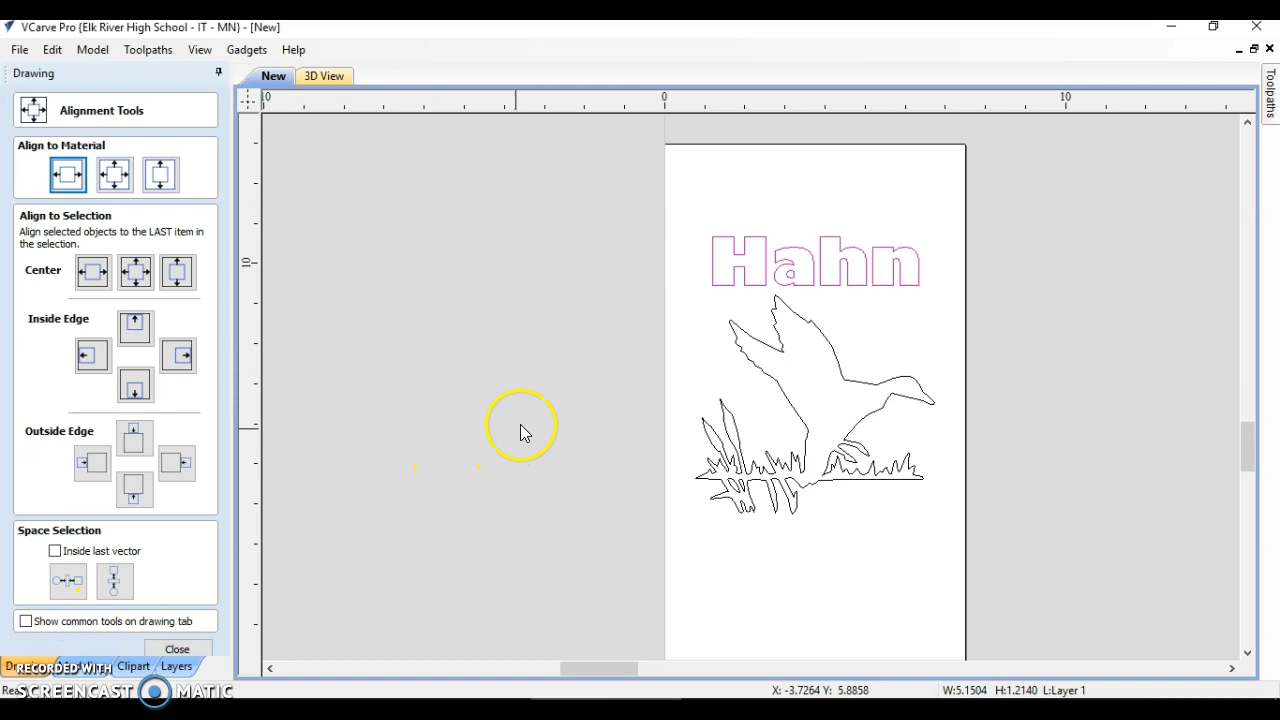 VCarve Pro {Elk River High School - IT - MN} - [New]
File Edit Model Toolpaths View Gadgets Help
Drawing
New 3D View
Toolpaths
Alignment Tools
10 0 10
Align to Material
Align to Selection
Align selected objects to the LAST item in
the selection.
Center
10
Hahn
Inside Edge
Outside Edge
Space Selection
Inside last vector
Show common tools on drawing tab
Close
Clipart Layers
RECORDED WITH
SCREENCAST MATIC
X: -3.7264 Y: 5.8858
W:5.1504 H:1.2140 L:Layer 1